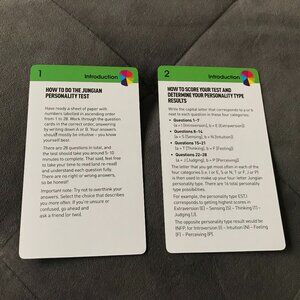 1
Introduction
HOW TO DO THE JUNGIAN
PERSONALITY TEST
Have ready a sheet of paper with
numbers labelled in ascending order
from 1 to 28. Work through the question
cards in the correct order, answering
by writing down A or B. Your answers
should mostly be intuitive – you know
yourself best.
There are 28 questions in total, and
the test should take you around 5–10
minutes to complete. That said, feel free
to take your time to read and re-read
and understand each question fully.
There are no right or wrong answers,
so be honest!
Important note: Try not to overthink your
answers. Select the choice that describes
you more often. If you're unsure or
confused, go ahead and
ask a friend (or two).
2
Introduction
HOW TO SCORE YOUR TEST AND
DETERMINE YOUR PERSONALITY TYPE
RESULTS
Write the capital letter that corresponds to a or b
next to each question in these four categories:
• Questions 1–7
(a = I (Introversion), b = E (Extraversion))
• Questions 8–14
(a = S (Sensing), b = N (Intuition))
• Questions 15–21
(a = T (Thinking), b = F (Feeling))
• Questions 22–28
(a = J (Judging), b = P (Perceiving))
The letter that you get most often in each of the
four categories (i.e. I or E, S or N, T or F, J or P)
is then used to make up your four letter Jungian
personality type. There are 16 total personality
type possibilities.
For example, the personality type ESTJ
corresponds to getting highest scores in
Extraversion (E) – Sensing (S) – Thinking (T) –
Judging (J).
The opposite personality type result would be
INFP, for Introversion (I) – Intuition (N) – Feeling
(F) – Perceiving (P).